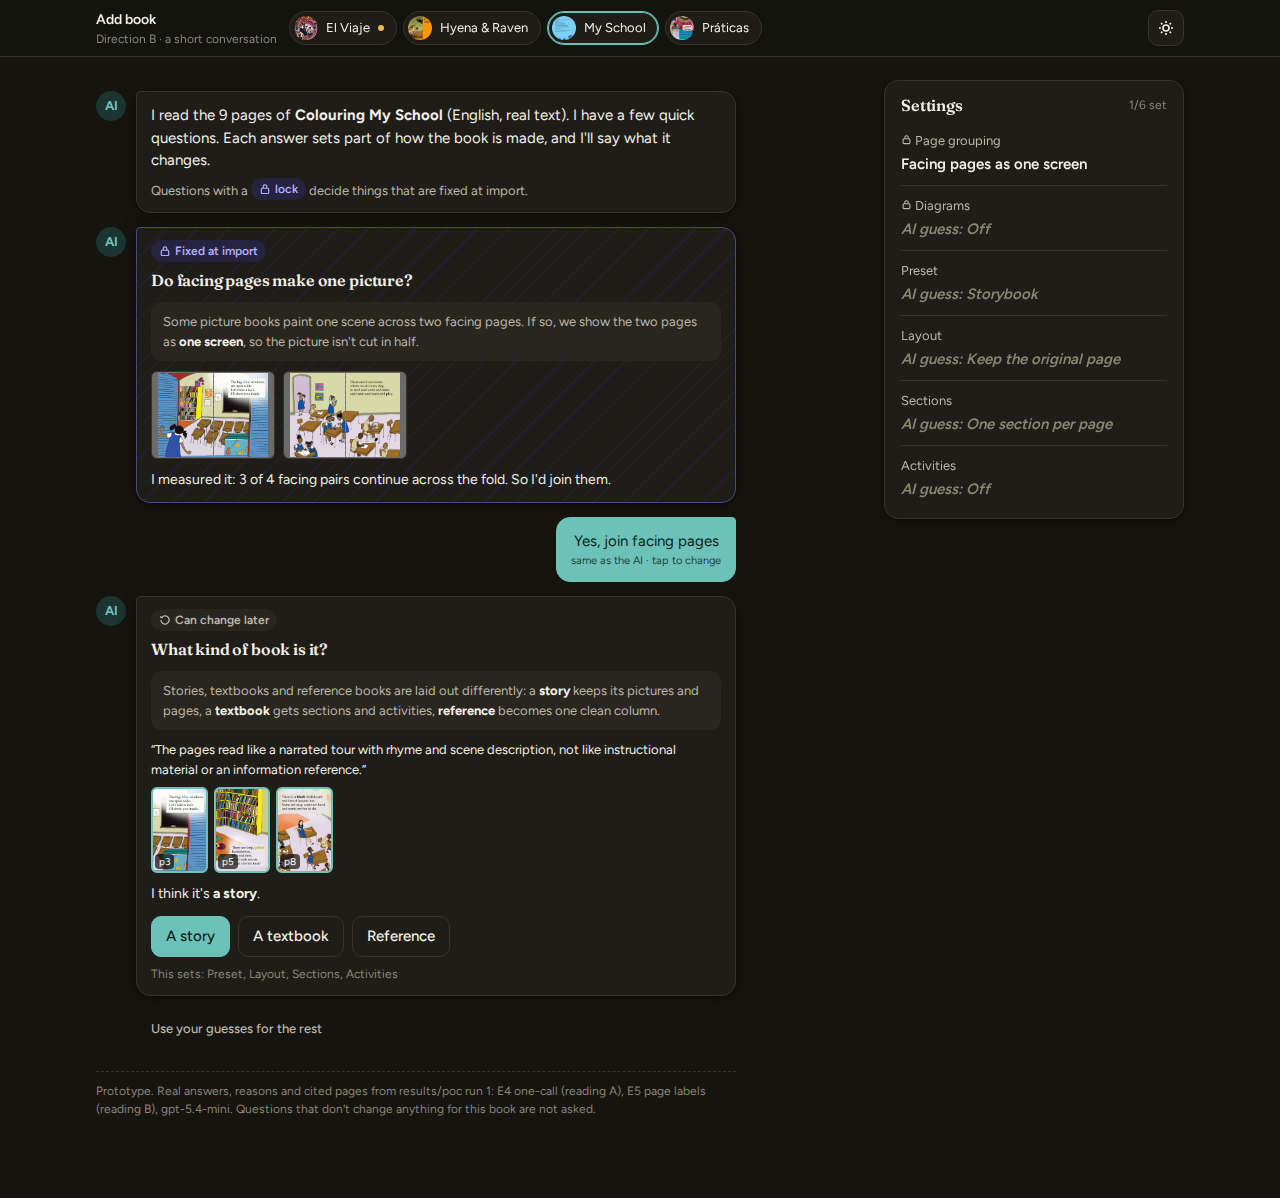 Add book
Direction B · a short conversation
El Viaje
Hyena & Raven
My School
Práticas
AI
I read the 9 pages of Colouring My School (English, real text). I have a few quick
questions. Each answer sets part of how the book is made, and I'll say what it
changes.
Questions with a lock decide things that are fixed at import.
AI
Fixed at import
Do facing pages make one picture?
Some picture books paint one scene across two facing pages. If so, we show the two pages
as one screen, so the picture isn't cut in half.
I measured it: 3 of 4 facing pairs continue across the fold. So I'd join them.
Yes, join facing pages
same as the AI · tap to change
AI
Can change later
What kind of book is it?
Stories, textbooks and reference books are laid out differently: a story keeps its pictures and
pages, a textbook gets sections and activities, reference becomes one clean column.
“The pages read like a narrated tour with rhyme and scene description, not like instructional
material or an information reference.”
p3
p5
p8
I think it's a story.
A story
A textbook
Reference
This sets: Preset, Layout, Sections, Activities
Use your guesses for the rest
Prototype. Real answers, reasons and cited pages from results/poc run 1: E4 one-call (reading A), E5 page labels
(reading B), gpt-5.4-mini. Questions that don't change anything for this book are not asked.
Settings
1/6 set
Page grouping
Facing pages as one screen
Diagrams
AI guess: Off
Preset
AI guess: Storybook
Layout
AI guess: Keep the original page
Sections
AI guess: One section per page
Activities
AI guess: Off